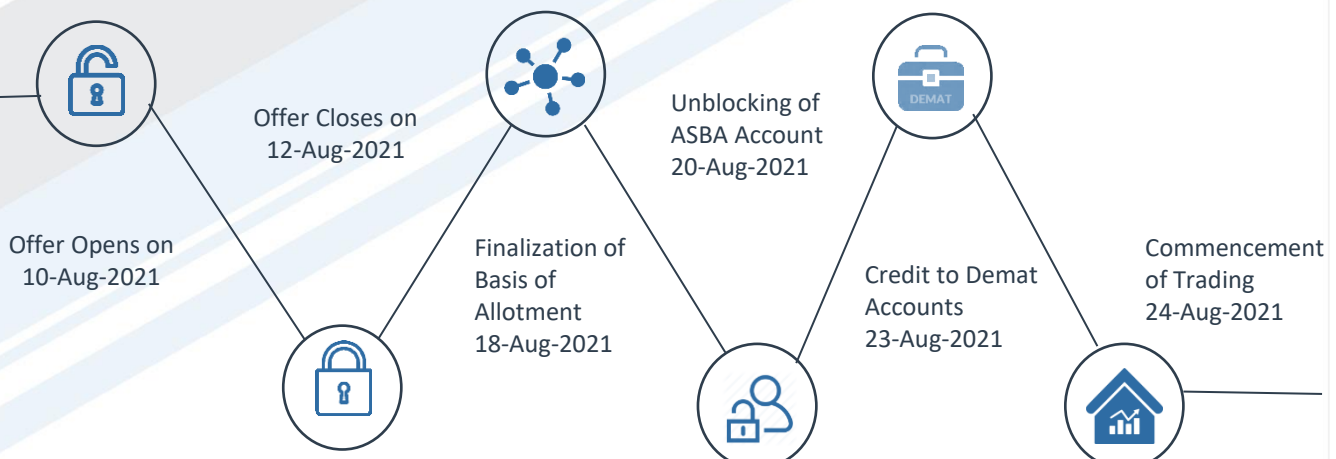 Offer Opens on
10-Aug-2021
Offer Closes on
12-Aug-2021
Finalization of
Basis of
Allotment
18-Aug-2021
Unblocking of
ASBA Account
20-Aug-2021
DEMAT
Credit to Demat
Accounts
23-Aug-2021
Commencement
of Trading
24-Aug-2021